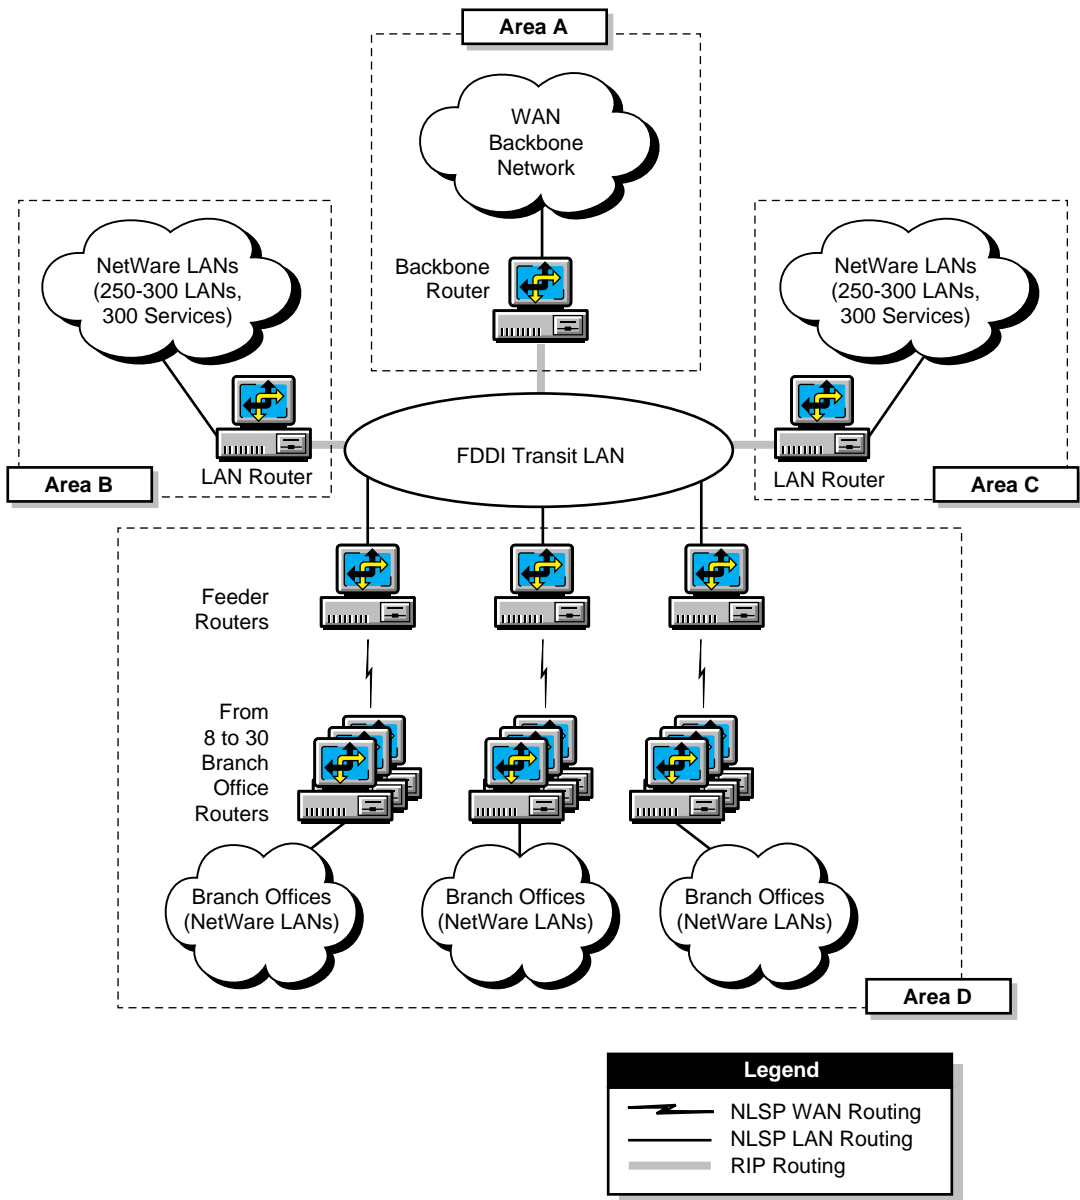 Area A
WAN
Backbone
Network
Backbone
Router
NetWare LANs
(250-300 LANs,
300 Services)
LAN Router
Area B
NetWare LANs
(250-300 LANs,
300 Services)
LAN Router
Area C
FDDI Transit LAN
Feeder
Routers
From
8 to 30
Branch
Office
Routers
Branch Offices
(NetWare LANs)
Branch Offices
(NetWare LANs)
Branch Offices
(NetWare LANs)
Area D
Legend
NLSP WAN Routing
NLSP LAN Routing
RIP Routing